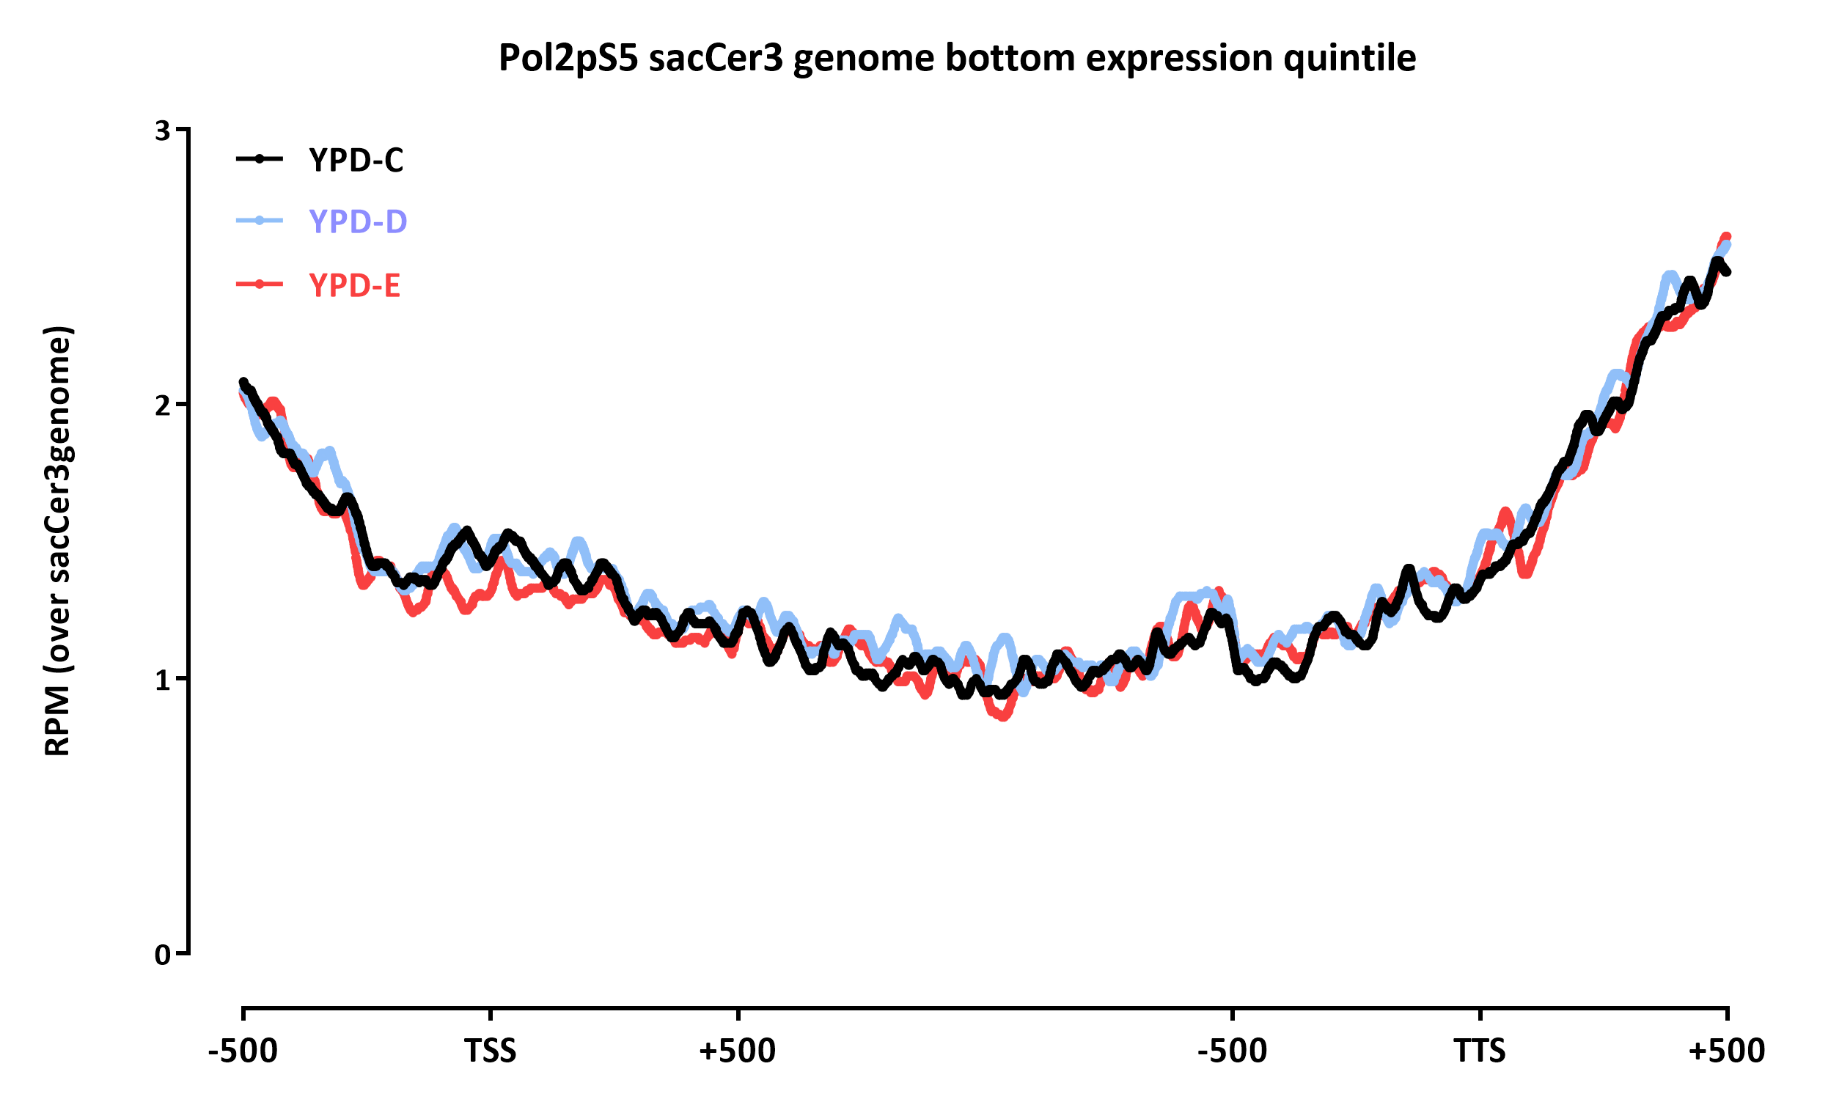 Pol2pS5 sacCer3 genome bottom expression quintile
3
YPD-C
YPD-D
YPD-E
2
RPM (over sacCer3genome)
1
0
-500 TSS +500 -500 TTS +500